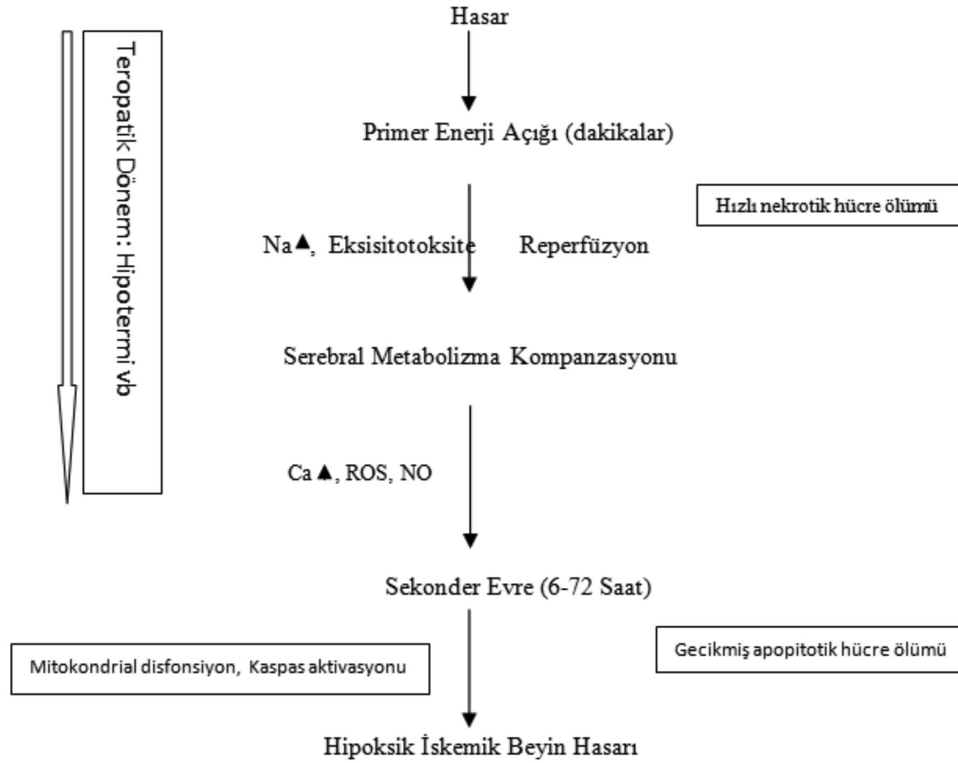 Hasar
Teropatik Dönem: Hipotermi vb
Primer Enerji Açığı (dakikalar)
Hızlı nekrotik hücre ölümü
Na▲, Eksisitotoksite Reperfüzyon
Serebral Metabolizma Kompanzasyonu
Ca▲, ROS, NO
Sekonder Evre (6-72 Saat)
Gecikmiş apopitotik hücre ölümü
Mitokondrial disfonsiyon, Kaspas aktivasyonu
Hipoksik İskemik Beyin Hasarı